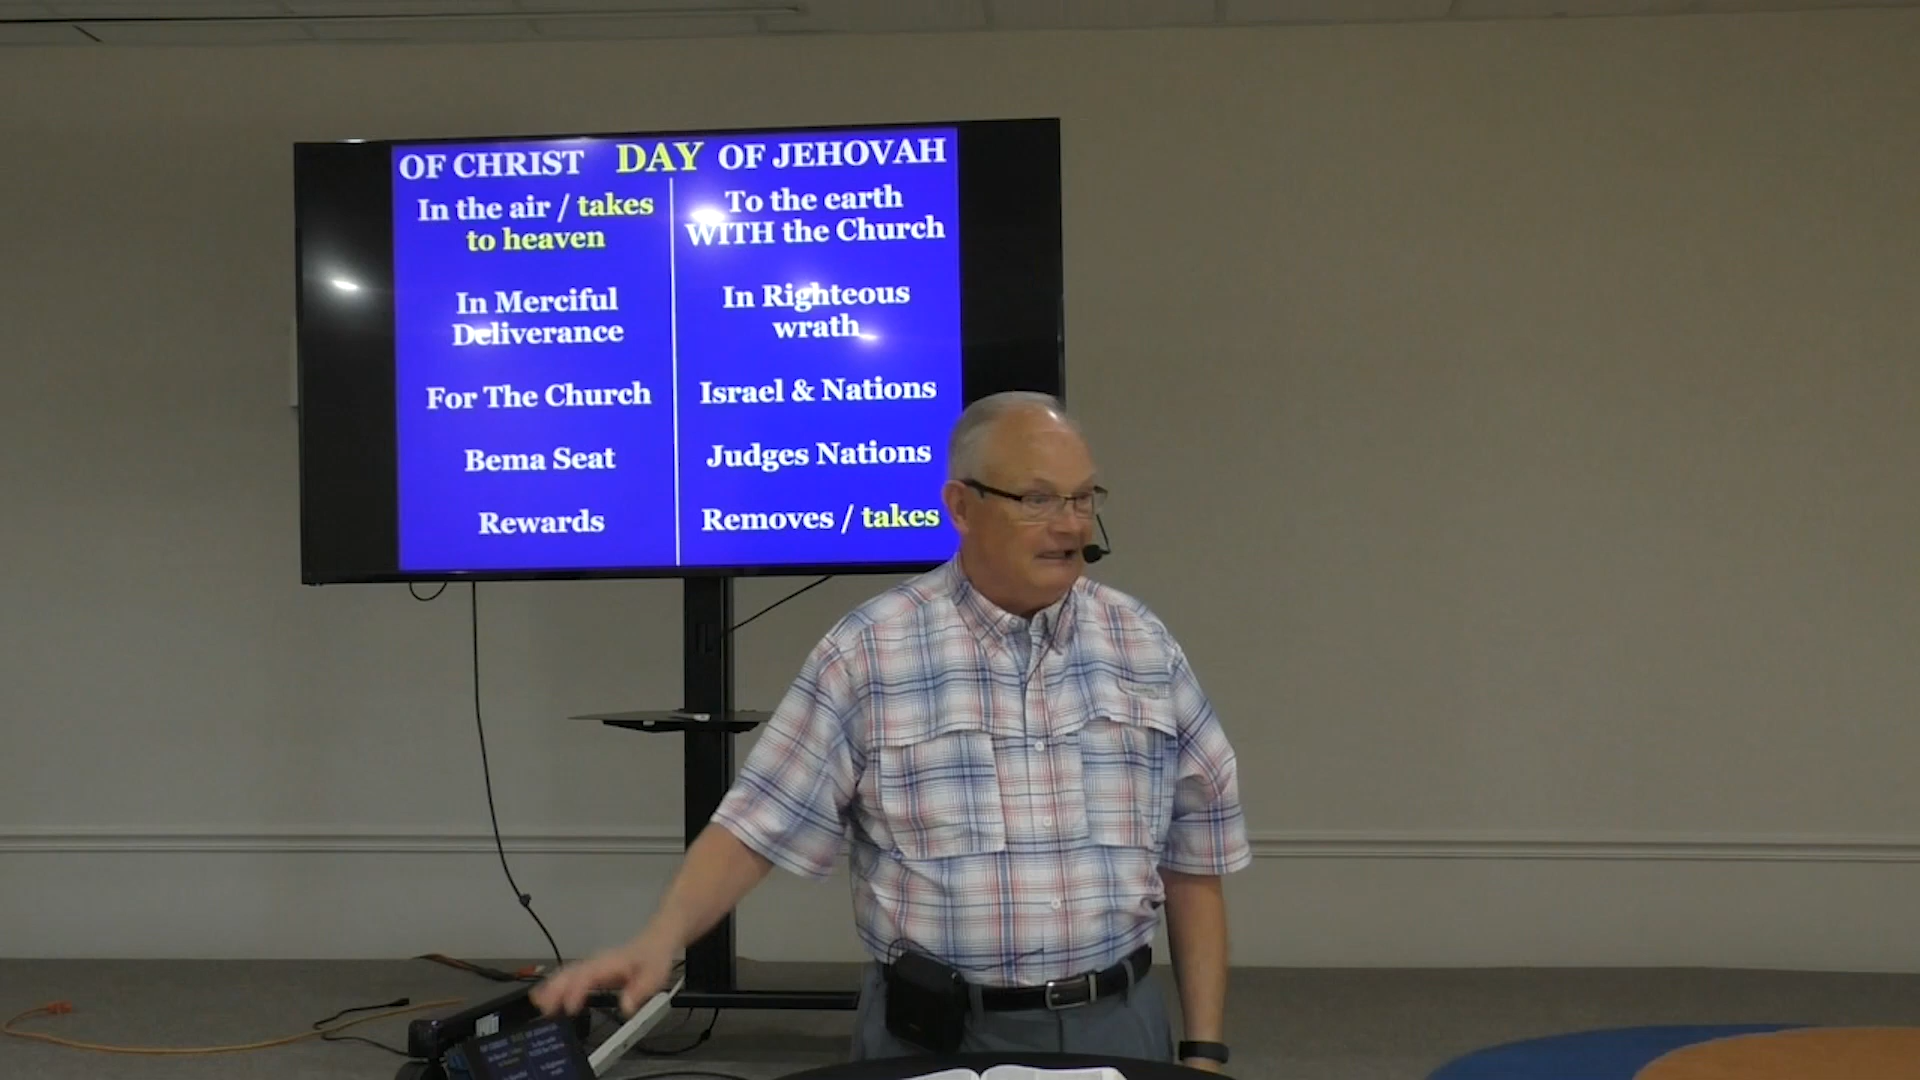 OF CHRIST DAY OF JEHOVAH
In the air / takes
to heaven
To the earth
WITH the Church
In Merciful
Deliverance
In Righteous
wrath
For The Church
Israel & Nations
Bema Seat
Judges Nations
Rewards
Removes / takes